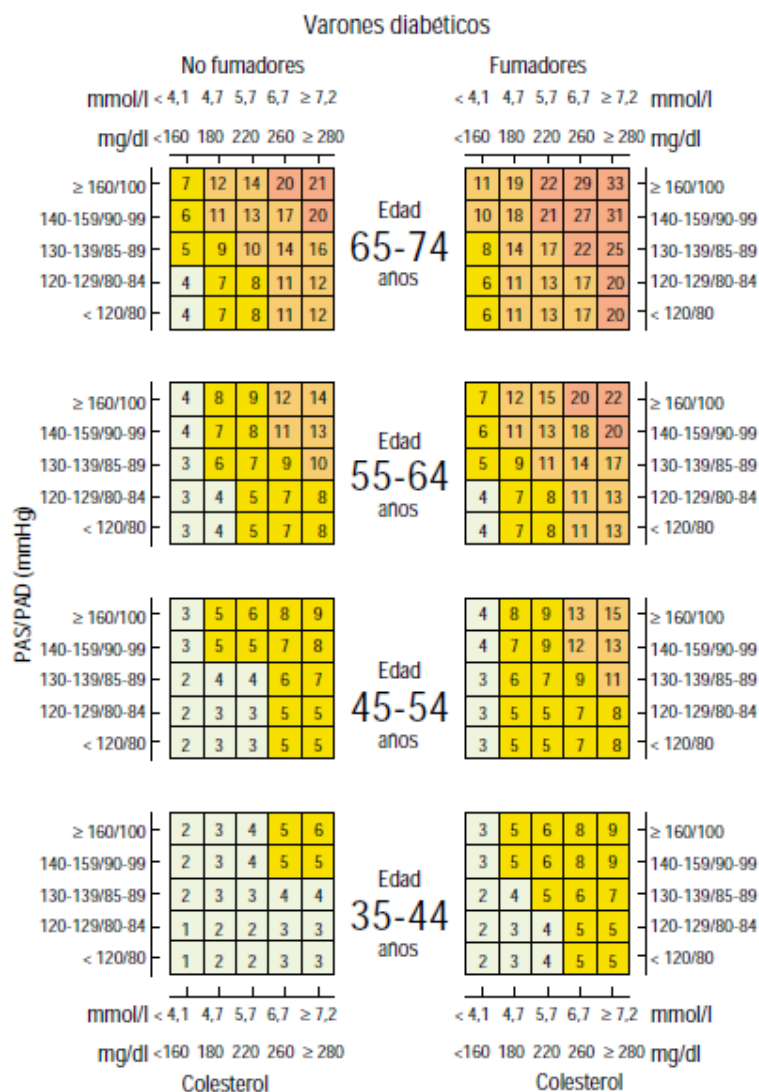 Varones diabéticos
No fumadores Fumadores
mmol/l < 4,1 4,7 5,7 6,7 ≥ 7,2 < 4,1 4,7 5,7 6,7 ≥ 7,2 mmol/l
mg/dl <160 180 220 260 ≥ 280 <160 180 220 260 ≥ 280 mg/dl
≥ 160/100 7 12 14 20 21 11 19 22 29 33 ≥ 160/100
140-159/90-99 6 11 13 17 20 Edad 10 18 21 27 31 140-159/90-99
130-139/85-89 5 9 10 14 16 65-74 8 14 17 22 25 130-139/85-89
120-129/80-84 4 7 8 11 12 años 6 11 13 17 20 120-129/80-84
< 120/80 4 7 8 11 12 6 11 13 17 20 < 120/80
≥ 160/100 4 8 9 12 14 7 12 15 20 22 ≥ 160/100
140-159/90-99 4 7 8 11 13 Edad 6 11 13 18 20 140-159/90-99
130-139/85-89 3 6 7 9 10 55-64 5 9 11 14 17 130-139/85-89
120-129/80-84 3 4 5 7 8 años 4 7 8 11 13 120-129/80-84
< 120/80 3 4 5 7 8 4 7 8 11 13 < 120/80
PAS/PAD (mmHg)
≥ 160/100 3 5 6 8 9 4 8 9 13 15 ≥ 160/100
140-159/90-99 3 5 5 7 8 Edad 4 7 9 12 13 140-159/90-99
130-139/85-89 2 4 4 6 7 45-54 3 6 7 9 11 130-139/85-89
120-129/80-84 2 3 3 5 5 años 3 5 5 7 8 120-129/80-84
< 120/80 2 3 3 5 5 3 5 5 7 8 < 120/80
≥ 160/100 2 3 4 5 6 3 5 6 8 9 ≥ 160/100
140-159/90-99 2 3 4 5 5 Edad 3 5 6 8 9 140-159/90-99
130-139/85-89 2 3 3 4 4 35-44 2 4 5 6 7 130-139/85-89
120-129/80-84 1 2 2 3 3 años 2 3 4 5 5 120-129/80-84
< 120/80 1 2 2 3 3 2 3 4 5 5 < 120/80
mmol/l < 4,1 4,7 5,7 6,7 ≥ 7,2 < 4,1 4,7 5,7 6,7 ≥ 7,2 mmol/l
mg/dl <160 180 220 260 ≥ 280 <160 180 220 260 ≥ 280 mg/dl
Colesterol Colesterol